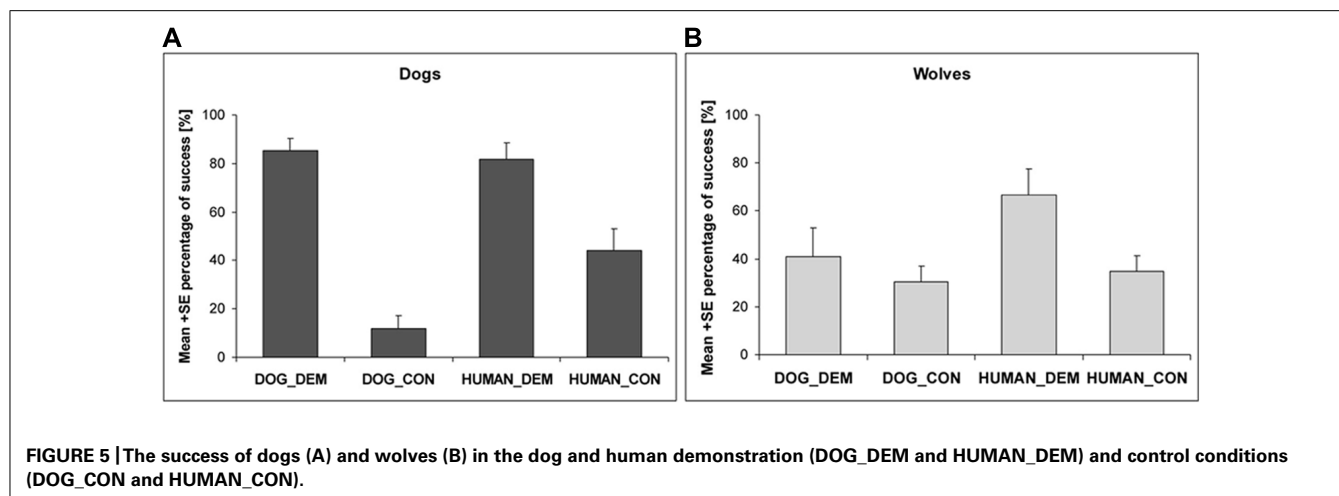 A
B
Dogs
Mean +SE percentage of success [%]
100
80
60
40
20
0
DOG_DEM
DOG_CON
HUMAN_DEM
HUMAN_CON
Wolves
Mean +SE percentage of success [%]
100
80
60
40
20
0
DOG_DEM
DOG_CON
HUMAN_DEM
HUMAN_CON
FIGURE 5 | The success of dogs (A) and wolves (B) in the dog and human demonstration (DOG_DEM and HUMAN_DEM) and control conditions
(DOG_CON and HUMAN_CON).